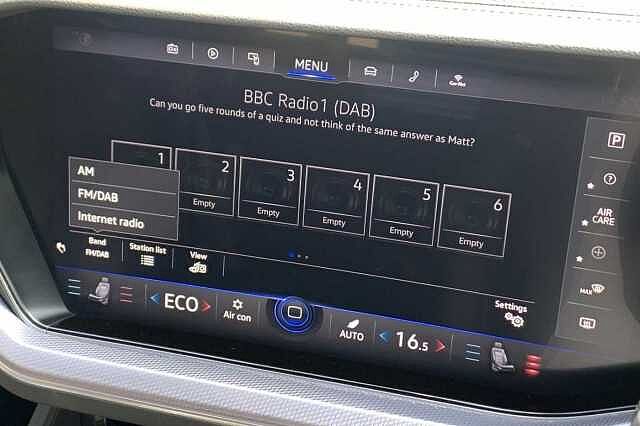 MENU
BBC Radio1 (DAB)
Can you go five rounds of a quiz and not think of the same answer as Matt?
AM
FM/DAB
Internet radio
1
2
Empty
3
Empty
4
Empty
5
Empty
6
Empty
Band
FM/DAB
Station list
View
P
?
AIR
CARE
MAX
Settings
< ECO >
Air con
AUTO
< 16.5 >